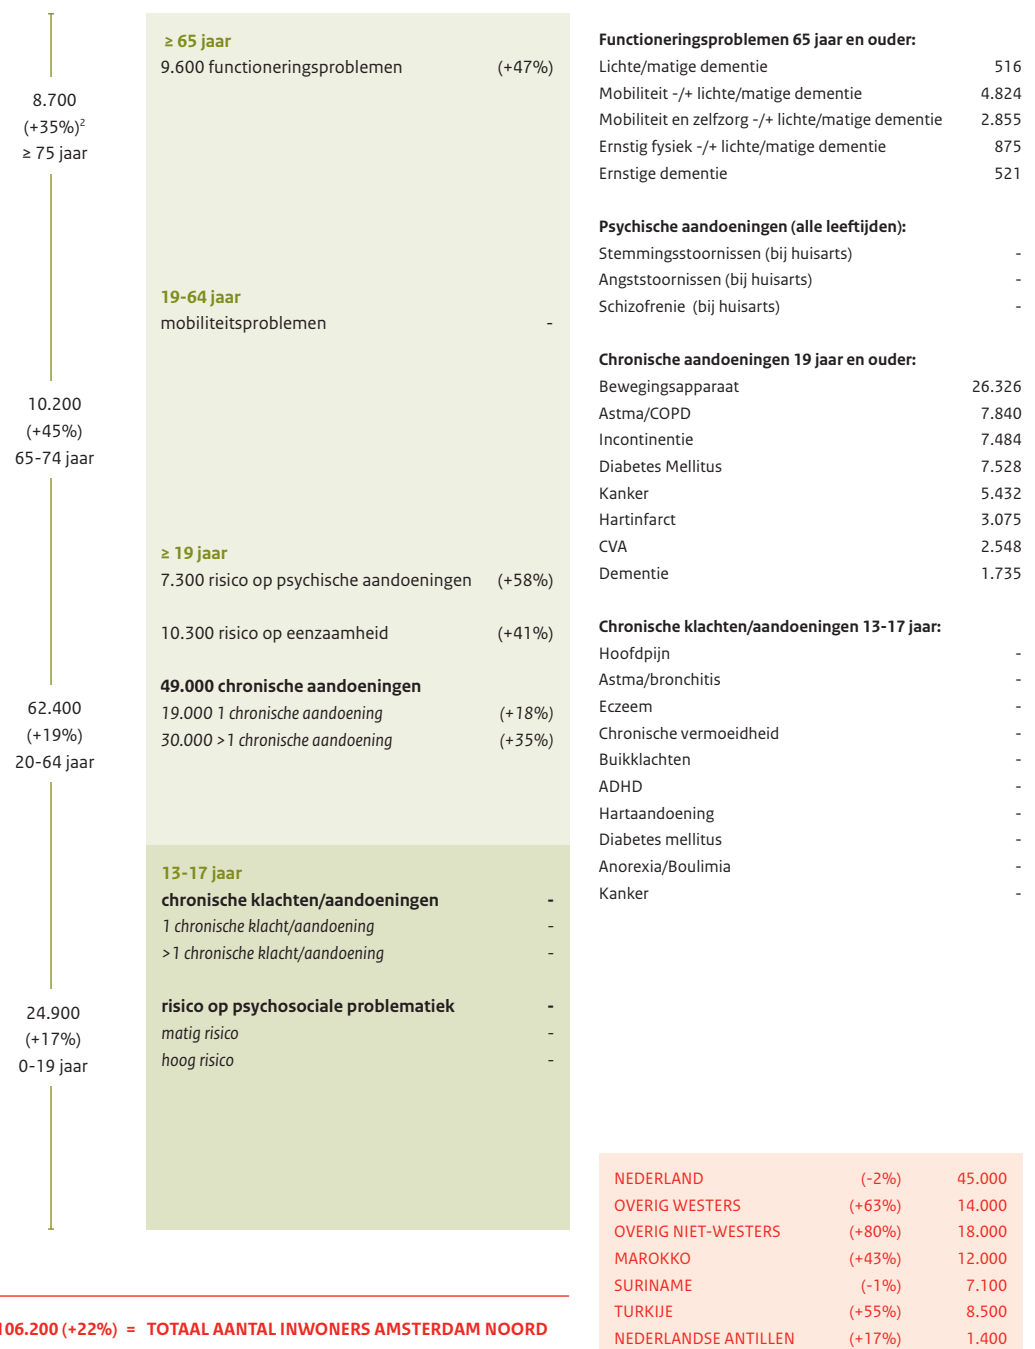 8.700
(+35%)²
≥ 75 jaar
10.200
(+45%)
65-74 jaar
62.400
(+19%)
20-64 jaar
24.900
(+17%)
0-19 jaar
≥ 65 jaar
9.600 functioneringsproblemen (+47%)
19-64 jaar
mobiliteitsproblemen -
≥ 19 jaar
7.300 risico op psychische aandoeningen (+58%)
10.300 risico op eenzaamheid (+41%)
49.000 chronische aandoeningen
19.000 1 chronische aandoening (+18%)
30.000 >1 chronische aandoening (+35%)
13-17 jaar
chronische klachten/aandoeningen -
1 chronische klacht/aandoening -
>1 chronische klacht/aandoening -
risico op psychosociale problematiek -
matig risico -
hoog risico -
106.200 (+22%) = TOTAAL AANTAL INWONERS AMSTERDAM NOORD
Functioneringsproblemen 65 jaar en ouder:
Lichte/matige dementie 516
Mobiliteit -/+ lichte/matige dementie 4.824
Mobiliteit en zelfzorg -/+ lichte/matige dementie 2.855
Ernstig fysiek -/+ lichte/matige dementie 875
Ernstige dementie 521
Psychische aandoeningen (alle leeftijden):
Stemmingsstoornissen (bij huisarts) -
Angststoornissen (bij huisarts) -
Schizofrenie (bij huisarts) -
Chronische aandoeningen 19 jaar en ouder:
Bewegingsapparaat 26.326
Astma/COPD 7.840
Incontinentie 7.484
Diabetes Mellitus 7.528
Kanker 5.432
Hartinfarct 3.075
CVA 2.548
Dementie 1.735
Chronische klachten/aandoeningen 13-17 jaar:
Hoofdpijn -
Astma/bronchitis -
Eczeem -
Chronische vermoeidheid -
Buikklachten -
ADHD -
Hartaandoening -
Diabetes mellitus -
Anorexia/Boulimia -
Kanker -
NEDERLAND (-2%) 45.000
OVERIG WESTERS (+63%) 14.000
OVERIG NIET-WESTERS (+80%) 18.000
MAROKKO (+43%) 12.000
SURINAME (-1%) 7.100
TURKIJE (+55%) 8.500
NEDERLANDSE ANTILLEN (+17%) 1.400